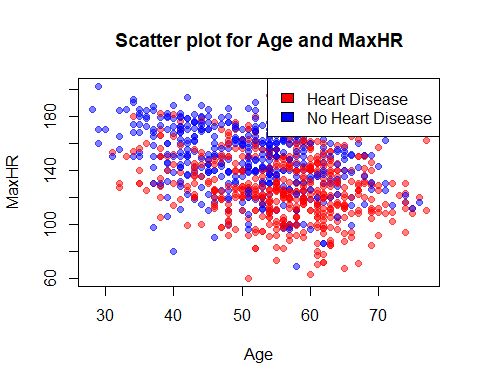 Scatter plot for Age and MaxHR
Heart Disease
No Heart Disease
MaxHR
180
140
100
60
30
40
50
60
70
Age